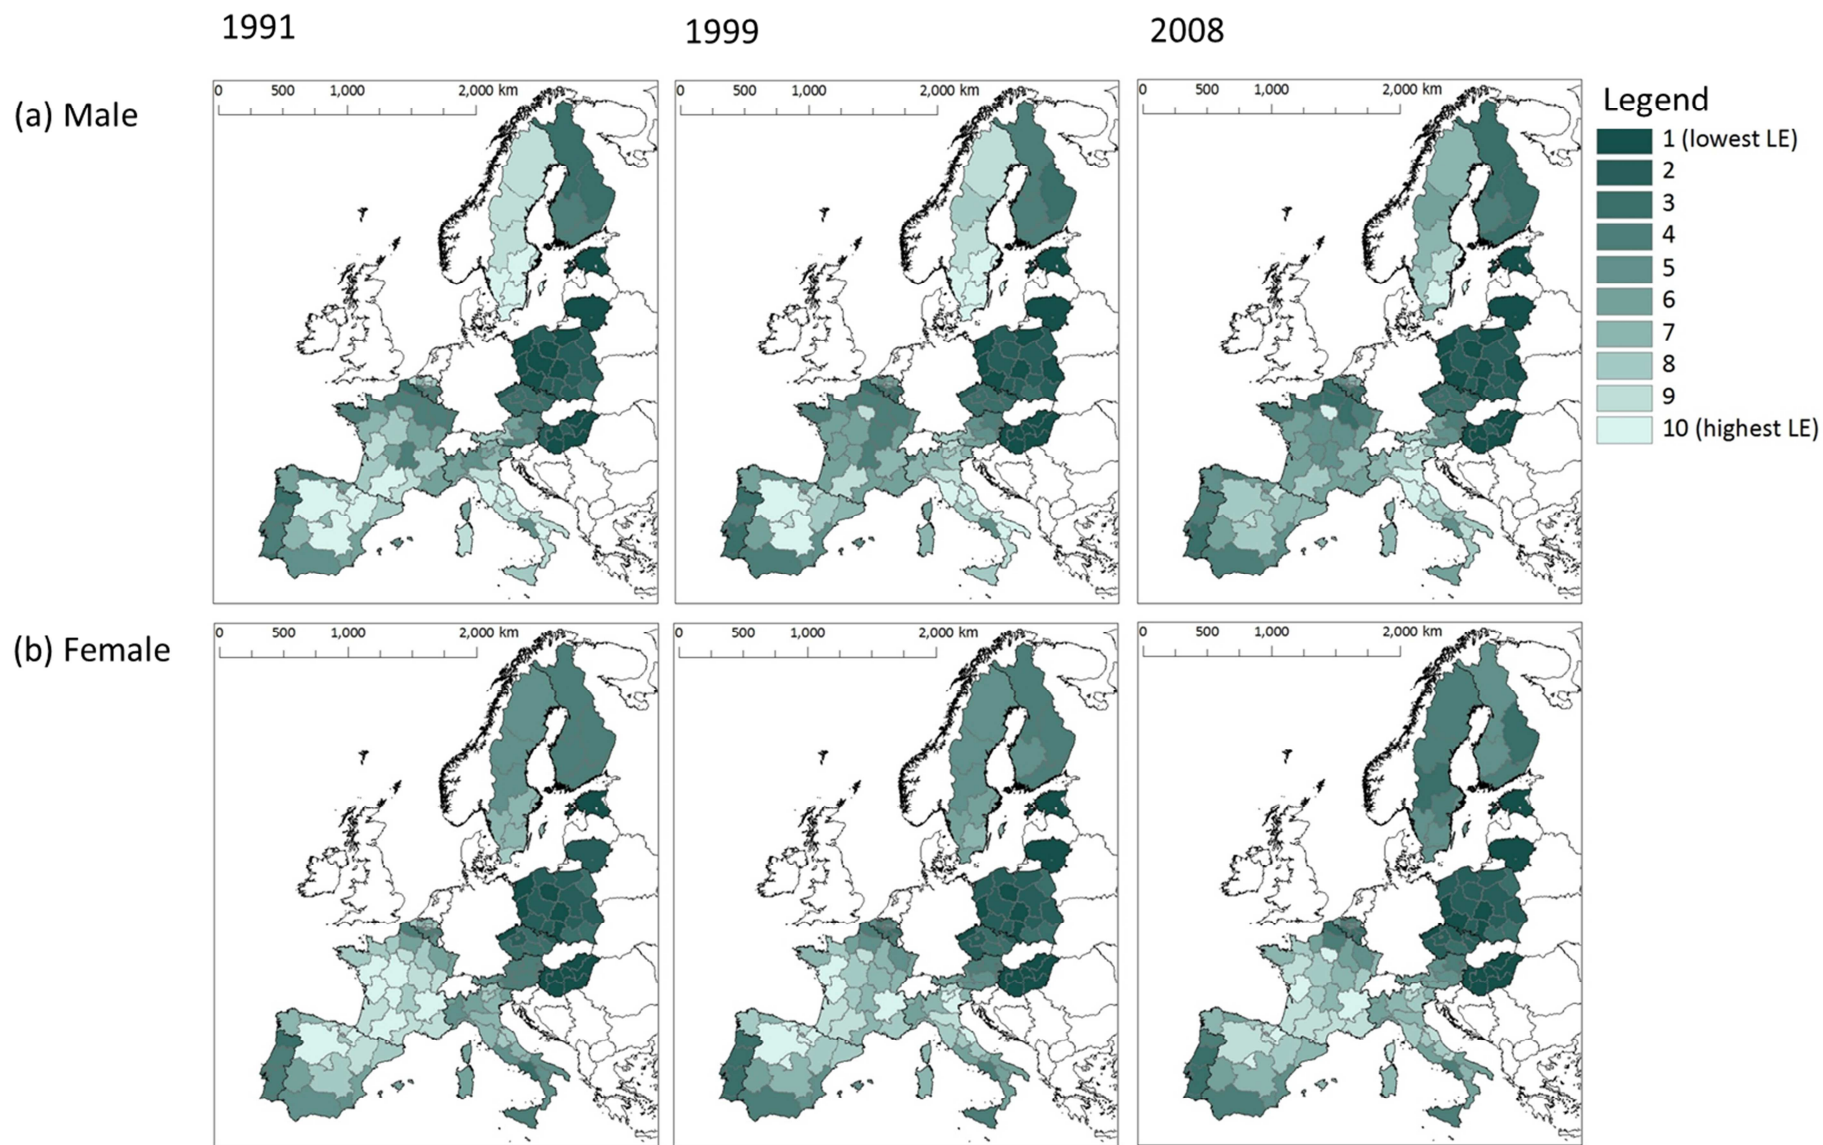 1991
1999
2008
(a) Male
0 500 1,000 2,000 km
0 500 1,000 2,000 km
0 500 1,000 2,000 km
Legend
1 (lowest LE)
2
3
4
5
6
7
8
9
10 (highest LE)
(b) Female
0 500 1,000 2,000 km
0 500 1,000 2,000 km
0 500 1,000 2,000 km